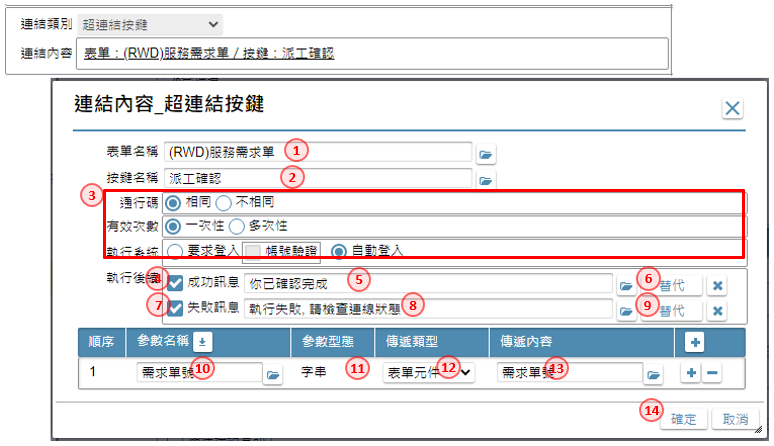 連結類別 超連結按鍵
連結內容 表單：(RWD)服務需求單 / 按鍵：派工確認
連結內容_超連結按鍵
表單名稱 (RWD)服務需求單 1
按鍵名稱 派工確認 2
3 通行碼 相同 不相同
有效次數 一次性 多次性
執行系統 要求登入 帳號驗證 自動登入
執行後續 4 成功訊息 你已確認完成 5 6 替代
7 失敗訊息 執行失敗, 請檢查連線狀態 8 9 替代
順序 參數名稱 參數型態 傳遞類型 傳遞內容
1 需求單號 10 字串 11 表單元件 12 需求單號 13
14 確定 取消